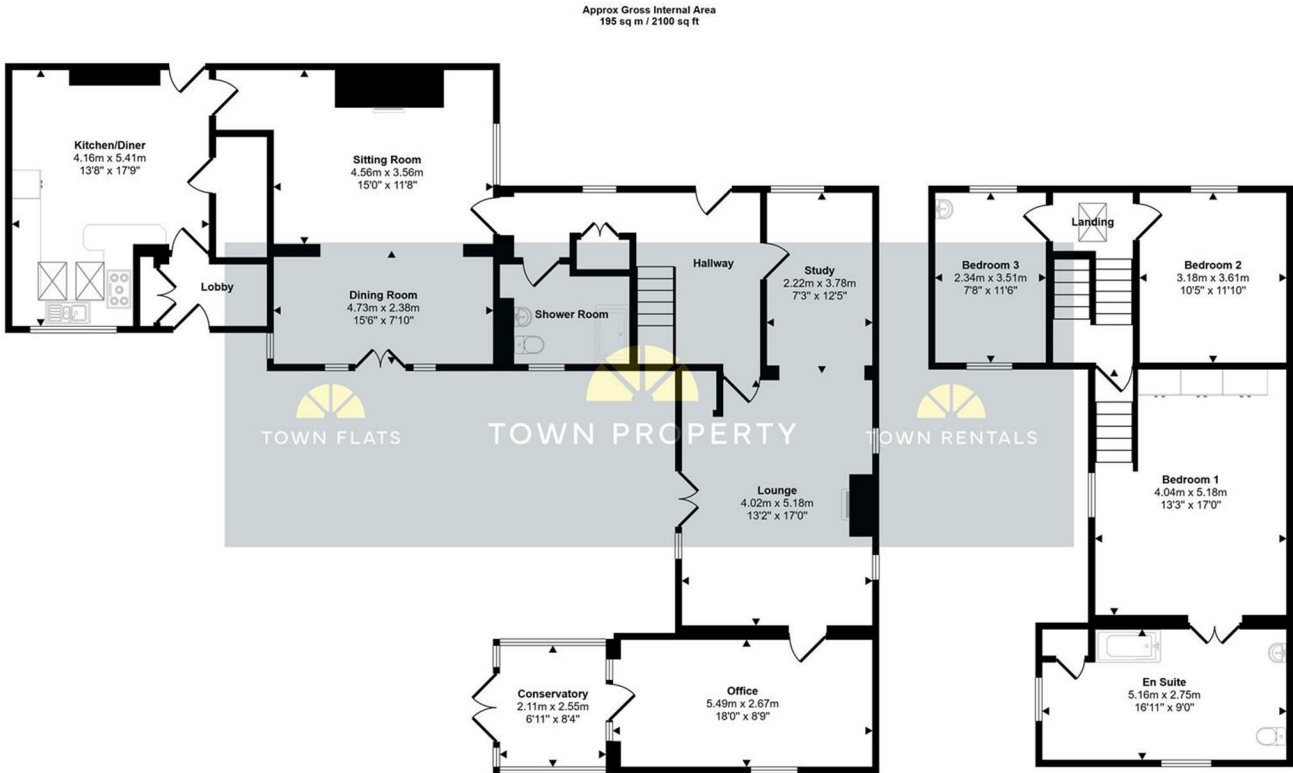 Approx Gross Internal Area
195 sq m / 2100 sq ft
Kitchen/Diner
4.16m x 5.41m
13'8" x 17'9"
Sitting Room
4.56m x 3.56m
15'0" x 11'8"
Lobby
Dining Room
4.73m x 2.38m
15'6" x 7'10"
Shower Room
Hallway
Study
2.22m x 3.78m
7'3" x 12'5"
Bedroom 3
2.34m x 3.51m
7'8" x 11'6"
Landing
Bedroom 2
3.18m x 3.61m
10'5" x 11'10"
TOWN FLATS
TOWN PROPERTY
TOWN RENTALS
Lounge
4.02m x 5.18m
13'2" x 17'0"
Bedroom 1
4.04m x 5.18m
13'3" x 17'0"
Conservatory
2.11m x 2.55m
6'11" x 8'4"
Office
5.49m x 2.67m
18'0" x 8'9"
En Suite
5.16m x 2.75m
16'11" x 9'0"